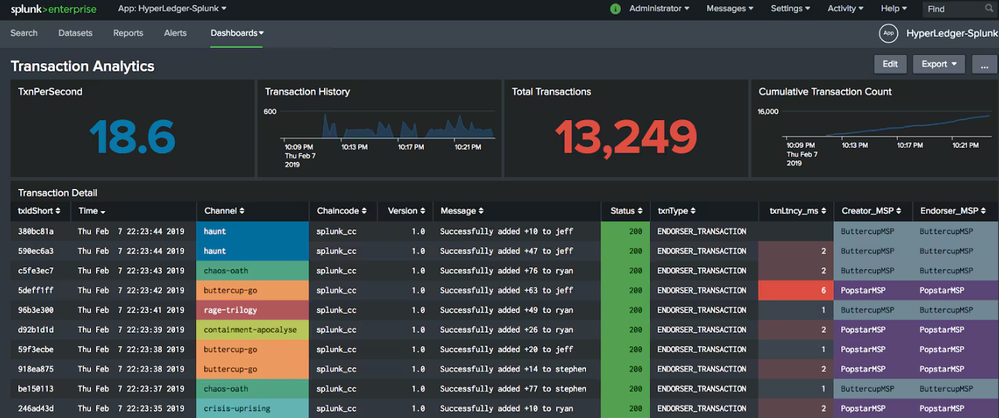 splunk>enterprise App: HyperLedger-Splunk i Administrator Messages Settings Activity Help Find
Search Datasets Reports Alerts Dashboards App HyperLedger-Splunk
Transaction Analytics Edit Export ...
TxnPerSecond
18.6
Transaction History
600
10:09 PM 10:13 PM 10:17 PM 10:21 PM
Thu Feb 7
2019
Total Transactions
13,249
Cumulative Transaction Count
16,000
10:09 PM 10:13 PM 10:17 PM 10:21 PM
Thu Feb 7
2019
Transaction Detail
txIdShort Time Channel Chaincode Version Message Status txnType txnLtncy_ms Creator_MSP Endorser_MSP
380bc81a Thu Feb 7 22:23:44 2019 haunt splunk_cc 1.0 Successfully added +10 to jeff 200 ENDORSER_TRANSACTION ButtercupMSP ButtercupMSP
590ec6a3 Thu Feb 7 22:23:44 2019 haunt splunk_cc 1.0 Successfully added +47 to jeff 200 ENDORSER_TRANSACTION 2 ButtercupMSP ButtercupMSP
c5fe3ec7 Thu Feb 7 22:23:43 2019 chaos-oath splunk_cc 1.0 Successfully added +76 to ryan 200 ENDORSER_TRANSACTION 2 ButtercupMSP ButtercupMSP
5deff1ff Thu Feb 7 22:23:42 2019 buttercup-go splunk_cc 1.0 Successfully added +63 to jeff 200 ENDORSER_TRANSACTION 6 PopstarMSP PopstarMSP
96b3e300 Thu Feb 7 22:23:41 2019 rage-trilogy splunk_cc 1.0 Successfully added +49 to ryan 200 ENDORSER_TRANSACTION 1 ButtercupMSP ButtercupMSP
d92b1d1d Thu Feb 7 22:23:39 2019 containment-apocalyse splunk_cc 1.0 Successfully added +26 to ryan 200 ENDORSER_TRANSACTION 2 PopstarMSP PopstarMSP
59f3ecbe Thu Feb 7 22:23:38 2019 buttercup-go splunk_cc 1.0 Successfully added +20 to jeff 200 ENDORSER_TRANSACTION 1 PopstarMSP PopstarMSP
918ea875 Thu Feb 7 22:23:38 2019 buttercup-go splunk_cc 1.0 Successfully added +14 to stephen 200 ENDORSER_TRANSACTION 2 PopstarMSP PopstarMSP
be150113 Thu Feb 7 22:23:37 2019 chaos-oath splunk_cc 1.0 Successfully added +77 to stephen 200 ENDORSER_TRANSACTION 1 ButtercupMSP ButtercupMSP
246ad43d Thu Feb 7 22:23:35 2019 crisis-uprising splunk_cc 1.0 Successfully added +10 to ryan 200 ENDORSER_TRANSACTION 2 PopstarMSP PopstarMSP